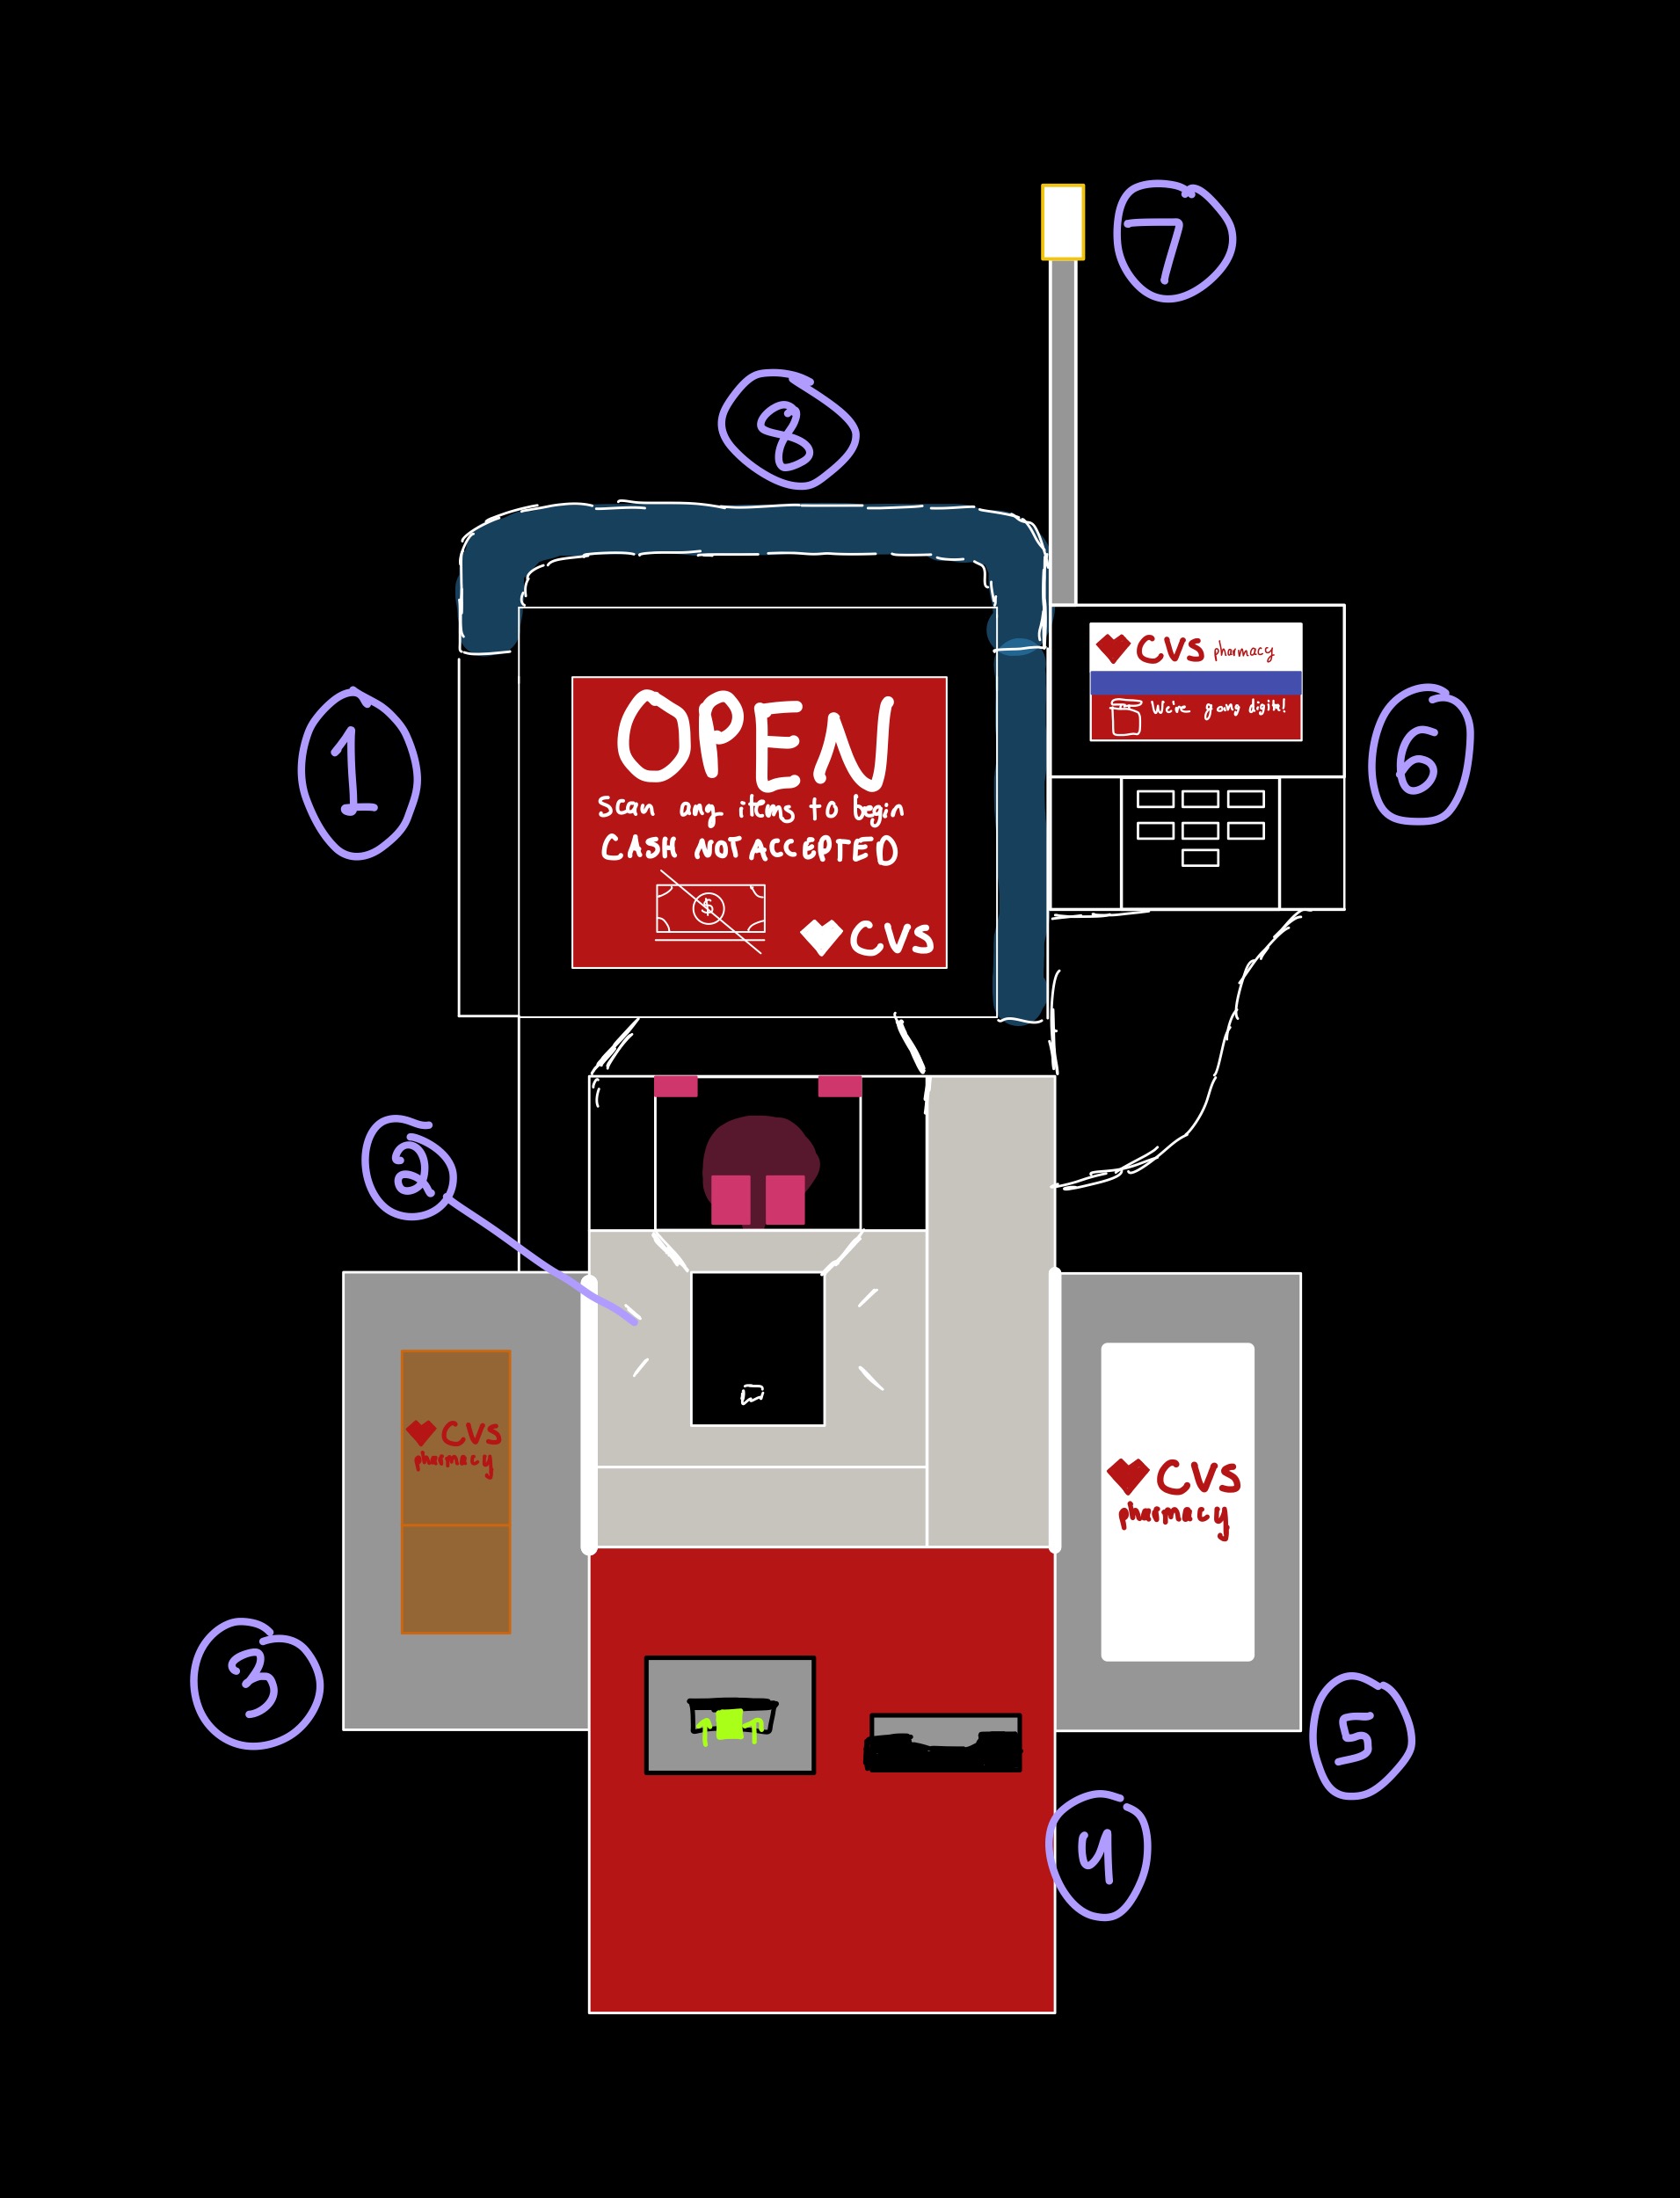 7
8
OPEN
Scan any items to begin
CASH NOT ACCEPTED
$
CVS
1
CVS pharmacy
We're going digitl!
6
2
CVS
pharmacy
3
CVS
pharmacy
5
4